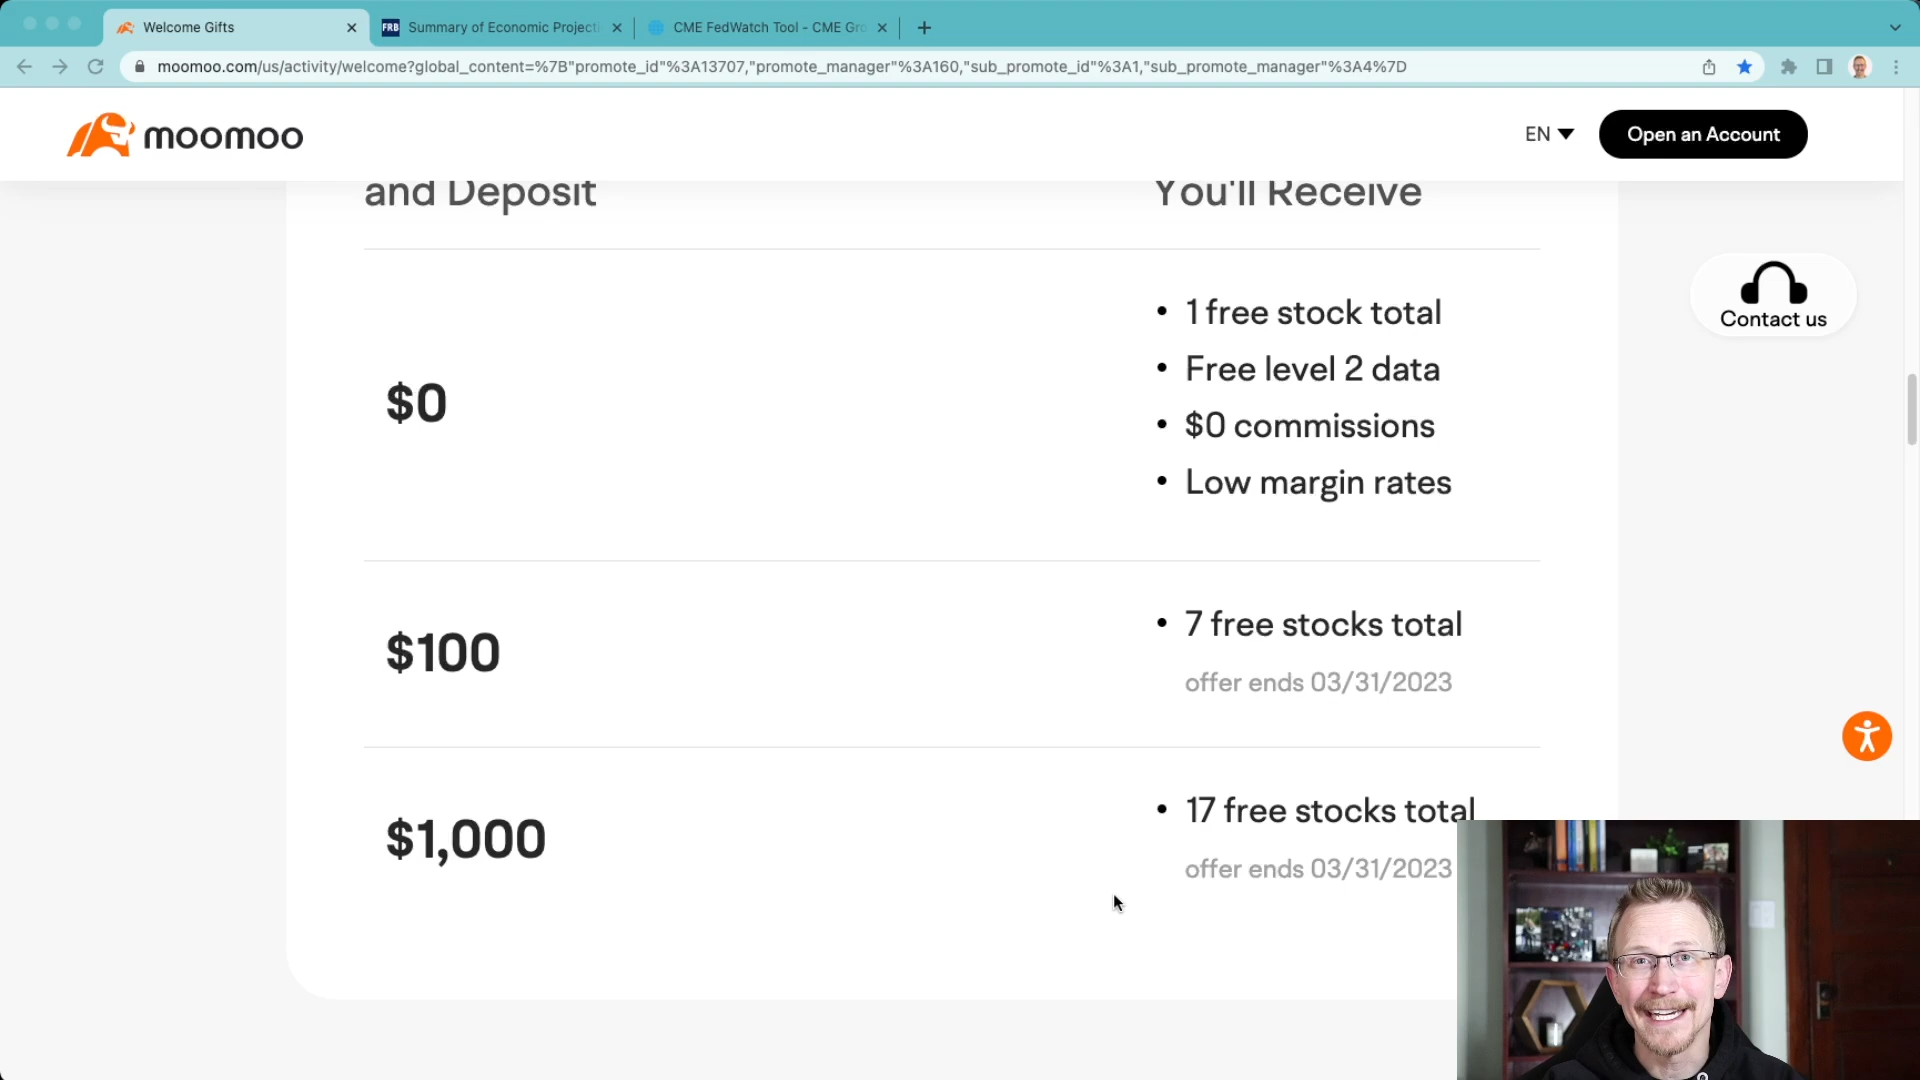 Welcome Gifts
FRB Summary of Economic Projecti
CME FedWatch Tool - CME Gro
moomoo.com/us/activity/welcome?global_content=%7B"promote_id"%3A13707,"promote_manager"%3A160,"sub_promote_id"%3A1,"sub_promote_manager"%3A4%7D
moomoo
EN
Open an Account
and Deposit
You'll Receive
Contact us
$0
• 1 free stock total
• Free level 2 data
• $0 commissions
• Low margin rates
$100
• 7 free stocks total
offer ends 03/31/2023
$1,000
• 17 free stocks total
offer ends 03/31/2023